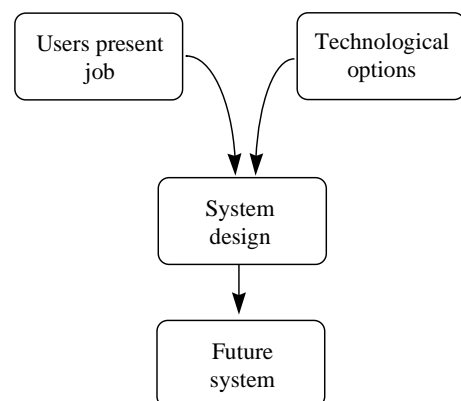 Users present
job
Technological
options
System
design
Future
system